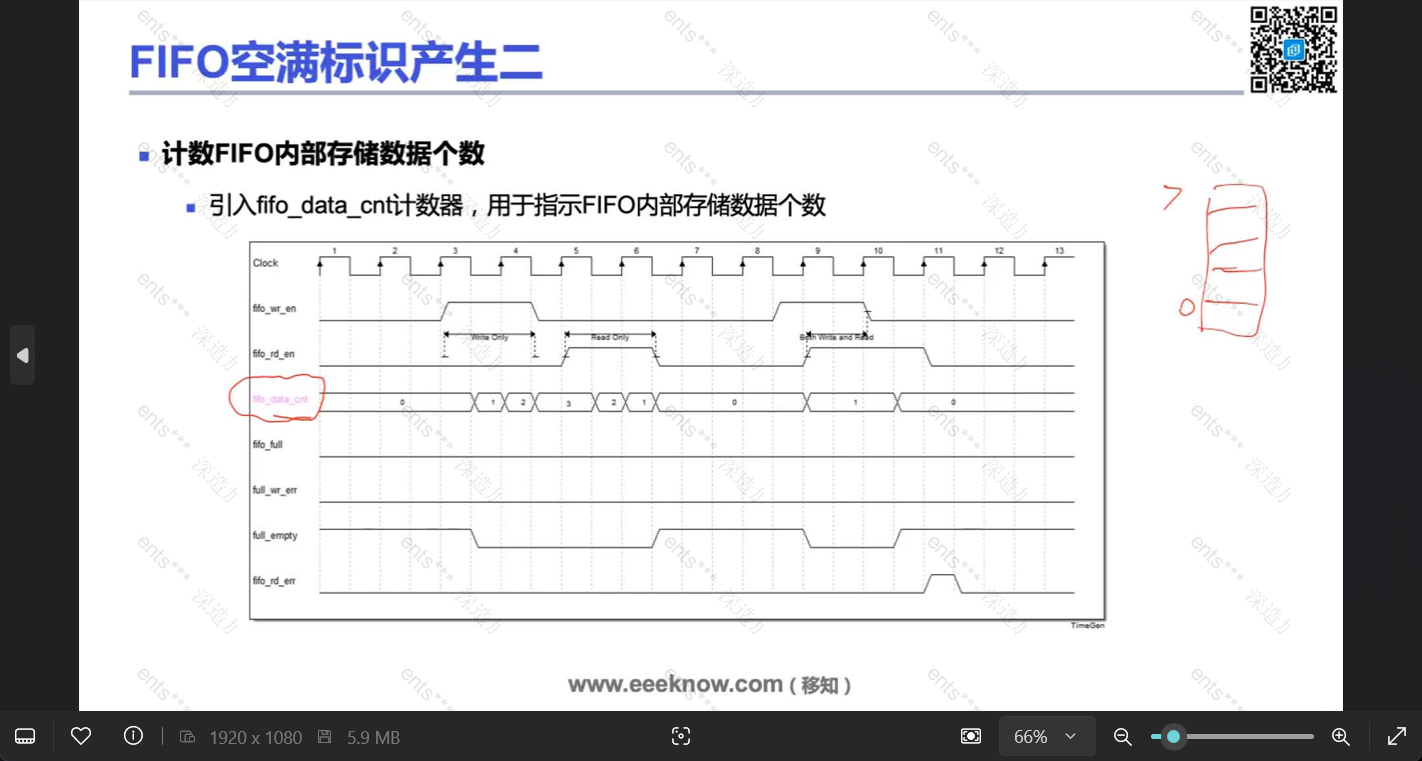 FIFO空满标识产生二
计数FIFO内部存储数据个数
引入fifo_data_cnt计数器，用于指示FIFO内部存储数据个数
1 2 3 4 5 6 7 8 9 10 11 12 13
Clock
fifo_wr_en
Write Only Read Only Both Write and Read
fifo_rd_en
fifo_data_cnt 0 1 2 3 2 1 0 1 0
fifo_full
full_wr_err
full_empty
fifo_rd_err
TimeGen
7
0
www.eeeknow.com（移知）
ents***
深造力
1920 x 1080 5.9 MB
66%